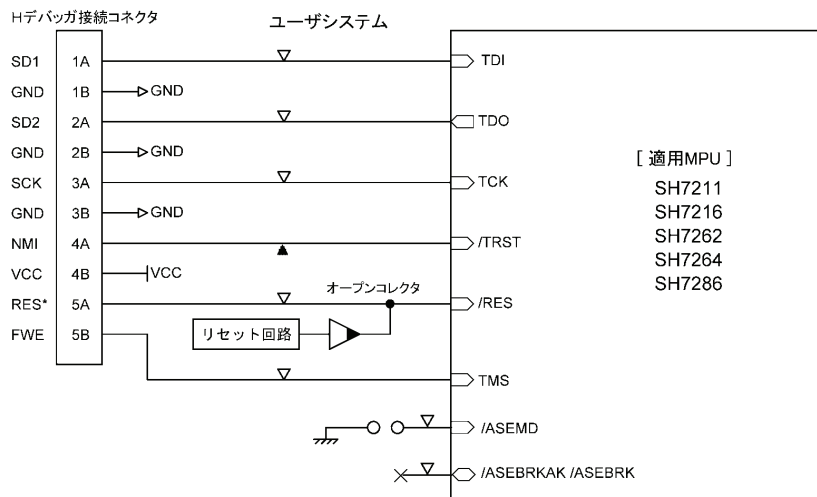 Hデバッガ接続コネクタ
ユーザシステム
SD1 1A TDI
GND 1B GND
SD2 2A TDO
GND 2B GND
SCK 3A TCK
GND 3B GND
NMI 4A /TRST
VCC 4B VCC
オープンコレクタ
RES* 5A /RES
FWE 5B リセット回路
TMS
/ASEMD
/ASEBRKAK /ASEBRK
[ 適用MPU ]
SH7211
SH7216
SH7262
SH7264
SH7286